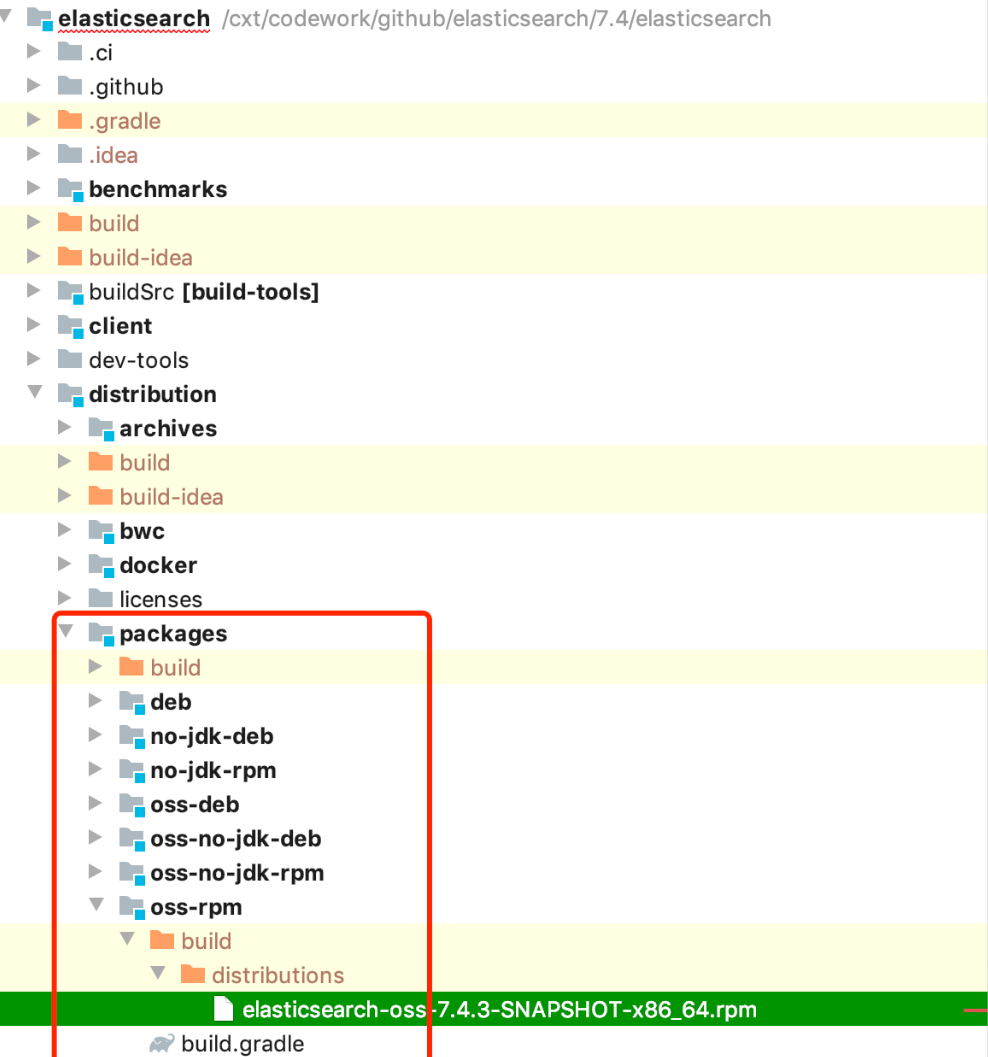 elasticsearch /cxt/codework/github/elasticsearch/7.4/elasticsearch
.ci
.github
.gradle
.idea
benchmarks
build
build-idea
buildSrc [build-tools]
client
dev-tools
distribution
archives
build
build-idea
bwc
docker
licenses
packages
build
deb
no-jdk-deb
no-jdk-rpm
oss-deb
oss-no-jdk-deb
oss-no-jdk-rpm
oss-rpm
build
distributions
elasticsearch-oss-7.4.3-SNAPSHOT-x86_64.rpm
build.gradle